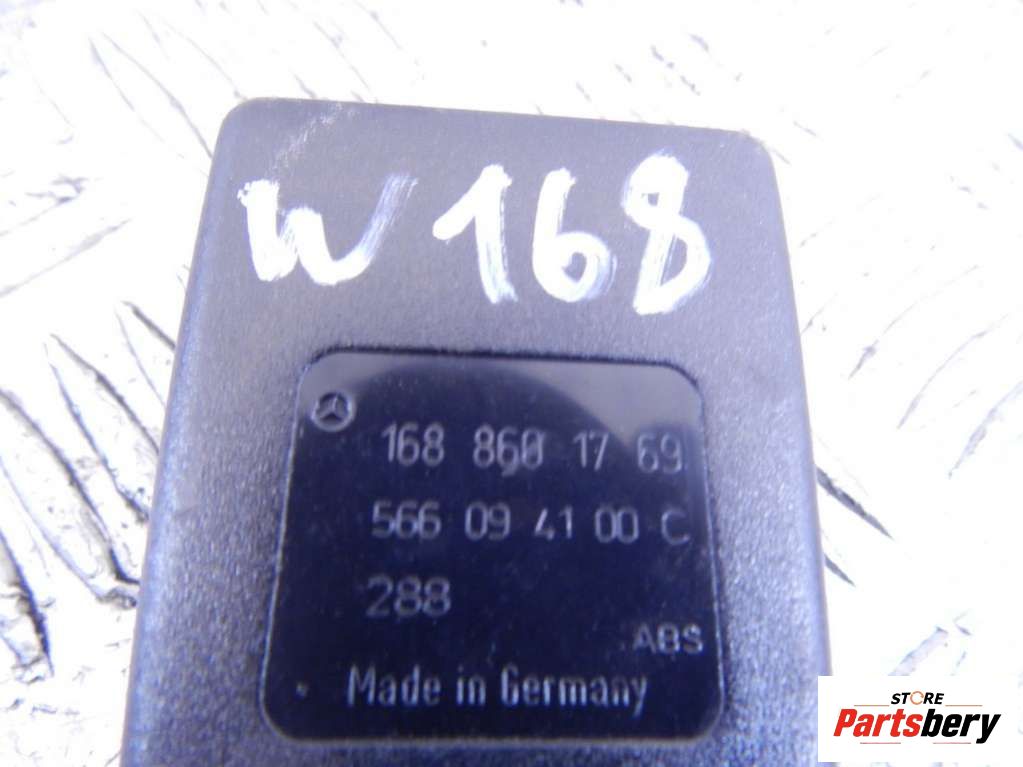 W168
168 860 17 69
566 09 41 00 C
288
ABS
Made in Germany
STORE
Partsbery